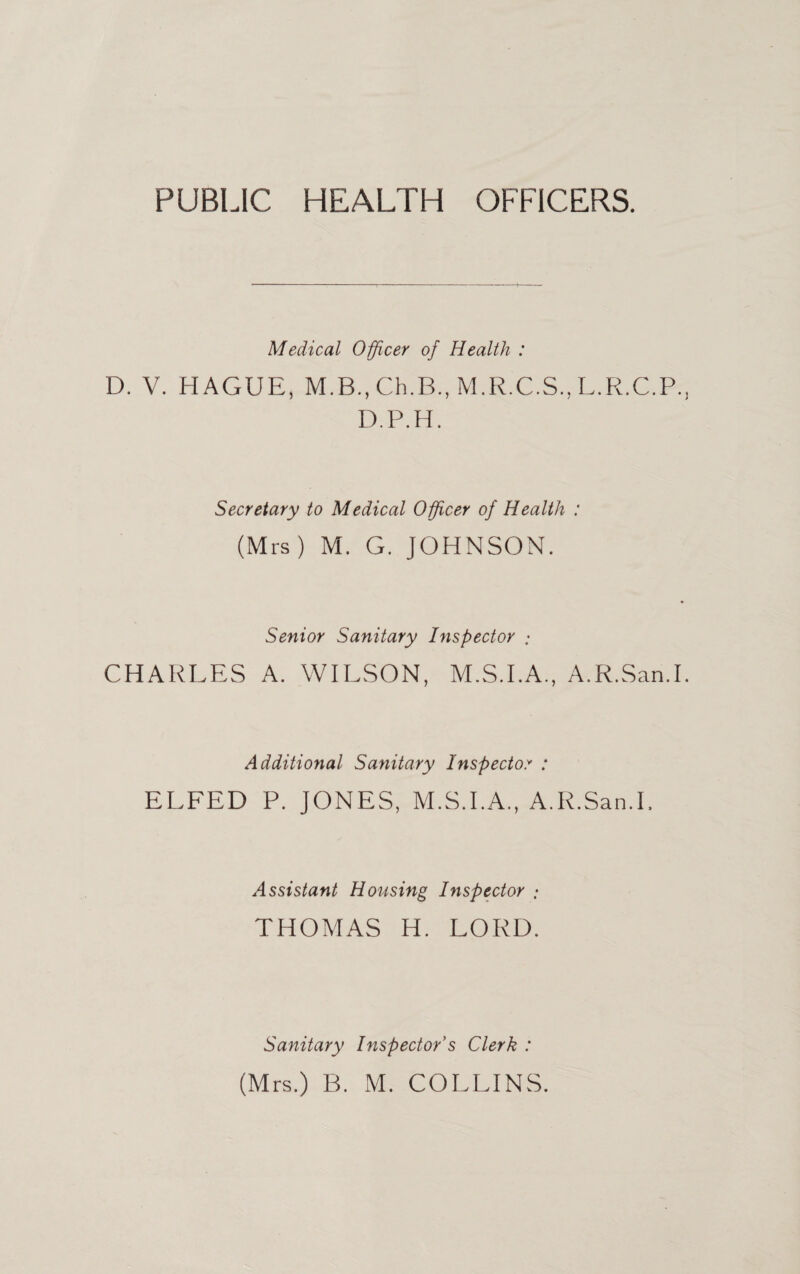 PUBLIC HEALTH OFFICERS.
Medical Officer of Health :
D. V. HAGUE, M.B., Ch.B., M.R.C.S., L.R.C.P.,
D.P.H.
Secretary to Medical Officer of Health :
(Mrs) M. G. JOHNSON.
Senior Sanitary Inspector :
CHARLES A. WILSON, M.S.I.A., A.R.San.I.
Additional Sanitary Inspector :
ELFED P. JONES, M.S.I.A., A.R.San.I.
Assistant Housing Inspector :
THOMAS H. LORD.
Sanitary Inspector's Clerk :
(Mrs.) B. M. COLLINS.